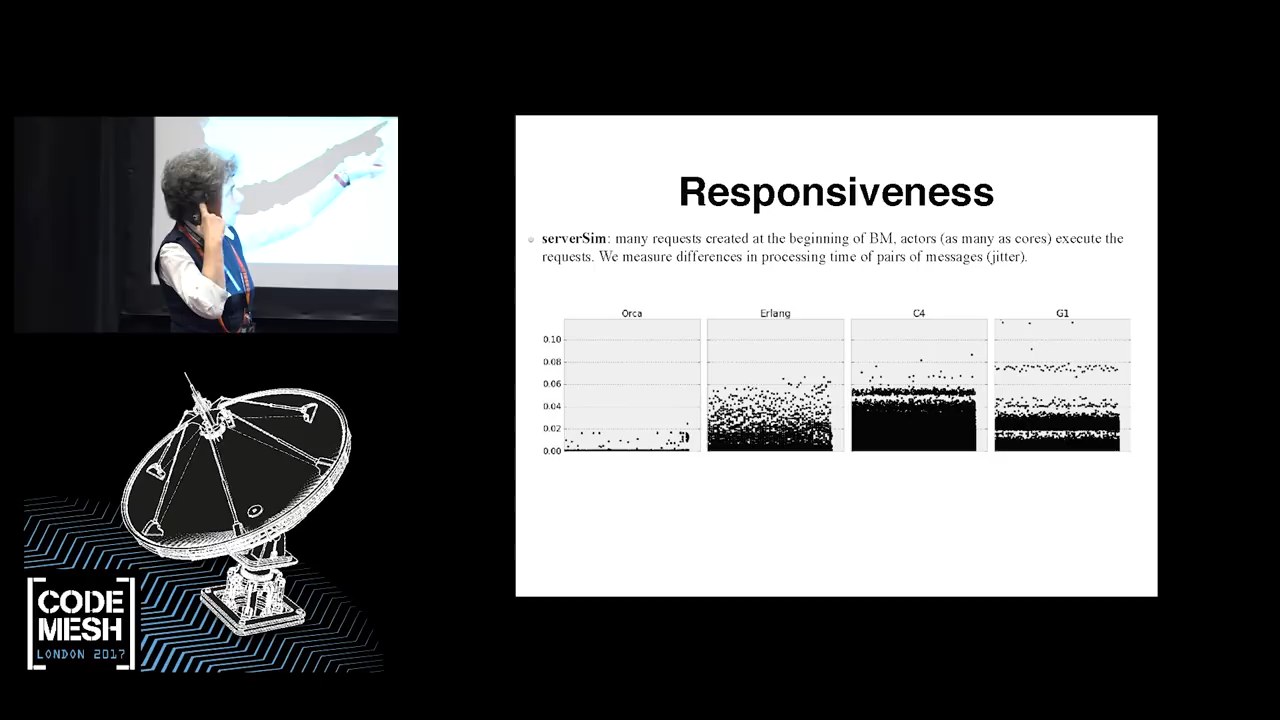 Responsiveness
serverSim: many requests created at the beginning of BM, actors (as many as cores) execute the
requests. We measure differences in processing time of pairs of messages (jitter).
Orca Erlang C4 G1
0.10
0.08
0.06
0.04
0.02
0.00
[CODE
MESH]
LONDON 2017